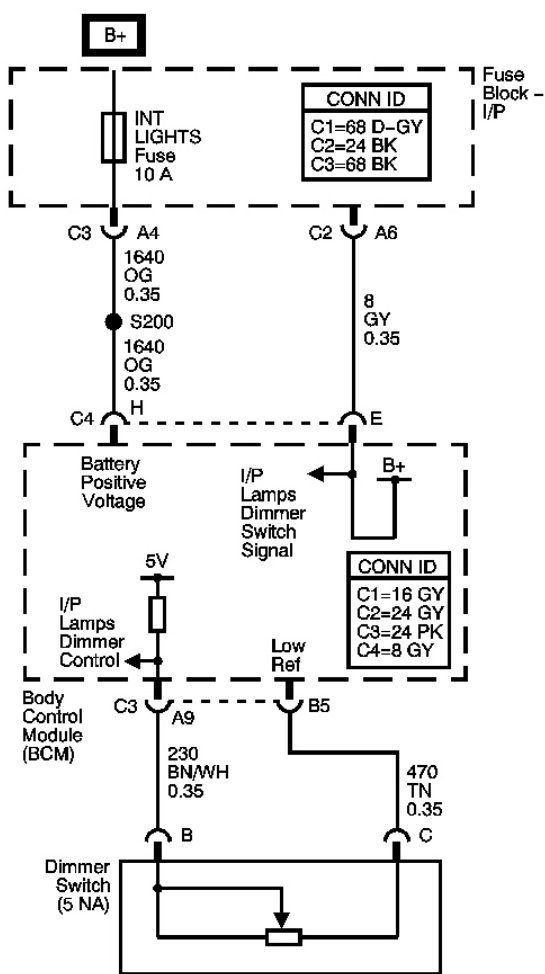 B+
Fuse
Block –
I/P
INT
LIGHTS
Fuse
10 A
CONN ID
C1=68 D-GY
C2=24 BK
C3=68 BK
C3 A4
C2 A6
1640
OG
0.35
S200
8
GY
0.35
1640
OG
0.35
C4 H
E
Battery
Positive
Voltage
I/P
Lamps
Dimmer
Switch
Signal
B+
5V
I/P
Lamps
Dimmer
Control
Low
Ref
CONN ID
C1=16 GY
C2=24 GY
C3=24 PK
C4=8 GY
Body
Control
Module
(BCM)
C3 A9
B5
230
BN/WH
0.35
470
TN
0.35
B
C
Dimmer
Switch
(5 NA)